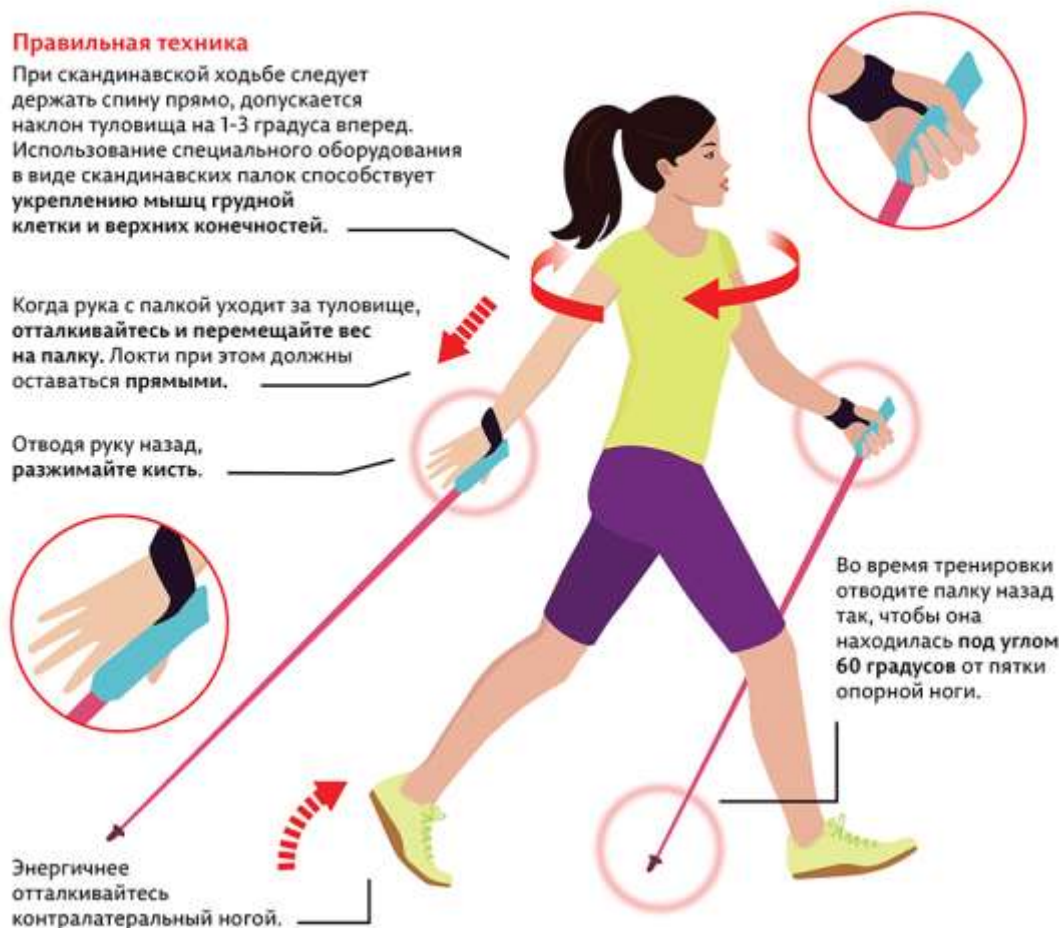 Правильная техника
При скандинавской ходьбе следует
держать спину прямо, допускается
наклон туловища на 1-3 градуса вперед.
Использование специального оборудования
в виде скандинавских палок способствует
укреплению мышц грудной
клетки и верхних конечностей.
Когда рука с палкой уходит за туловище,
отталкивайтесь и перемещайте вес
на палку. Локти при этом должны
оставаться прямыми.
Отводя руку назад,
разжимайте кисть.
Во время тренировки
отводите палку назад
так, чтобы она
находилась под углом
60 градусов от пятки
опорной ноги.
Энергичнее
отталкивайтесь
контралатеральный ногой.